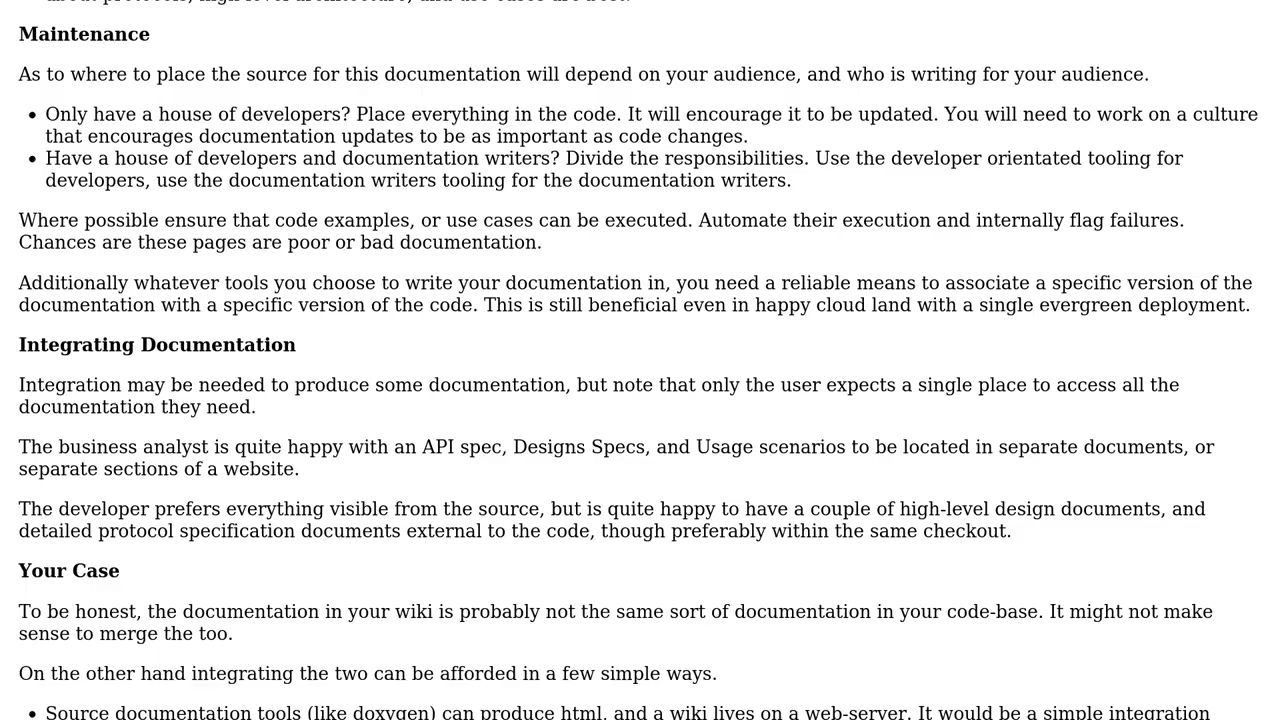 Maintenance
As to where to place the source for this documentation will depend on your audience, and who is writing for your audience.
• Only have a house of developers? Place everything in the code. It will encourage it to be updated. You will need to work on a culture
that encourages documentation updates to be as important as code changes.
• Have a house of developers and documentation writers? Divide the responsibilities. Use the developer orientated tooling for
developers, use the documentation writers tooling for the documentation writers.
Where possible ensure that code examples, or use cases can be executed. Automate their execution and internally flag failures.
Chances are these pages are poor or bad documentation.
Additionally whatever tools you choose to write your documentation in, you need a reliable means to associate a specific version of the
documentation with a specific version of the code. This is still beneficial even in happy cloud land with a single evergreen deployment.
Integrating Documentation
Integration may be needed to produce some documentation, but note that only the user expects a single place to access all the
documentation they need.
The business analyst is quite happy with an API spec, Designs Specs, and Usage scenarios to be located in separate documents, or
separate sections of a website.
The developer prefers everything visible from the source, but is quite happy to have a couple of high-level design documents, and
detailed protocol specification documents external to the code, though preferably within the same checkout.
Your Case
To be honest, the documentation in your wiki is probably not the same sort of documentation in your code-base. It might not make
sense to merge the too.
On the other hand integrating the two can be afforded in a few simple ways.
• Source documentation tools (like doxygen) can produce html, and a wiki lives on a web-server. It would be a simple integration